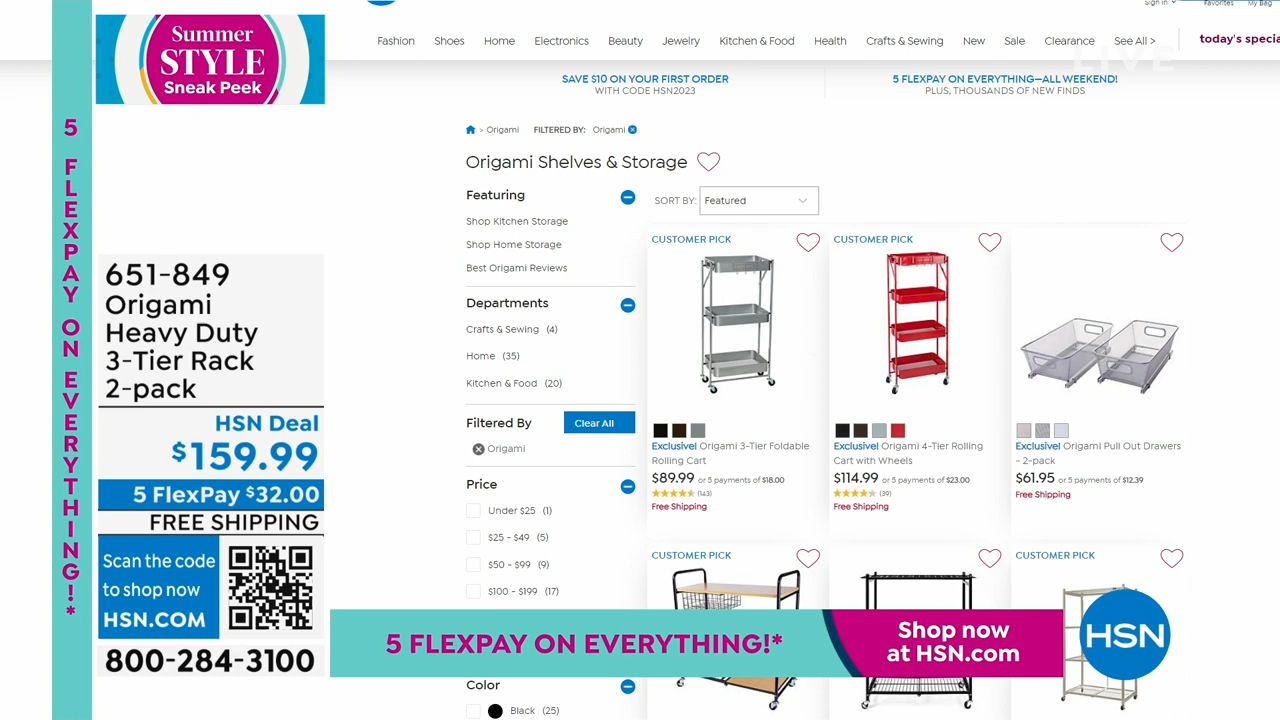 Summer
STYLE
Sneak Peek
5 FLEXPAY ON EVERYTHING!*
651-849
Origami
Heavy Duty
3-Tier Rack
2-pack
HSN Deal
$159.99
5 FlexPay $32.00
FREE SHIPPING
Scan the code
to shop now
HSN.COM
800-284-3100
Sign in
Favorites
My Bag
Fashion Shoes Home Electronics Beauty Jewelry Kitchen & Food Health Crafts & Sewing New Sale Clearance See All >
today's specia
LIVE
SAVE $10 ON YOUR FIRST ORDER
WITH CODE HSN2023
5 FLEXPAY ON EVERYTHING—ALL WEEKEND!
PLUS, THOUSANDS OF NEW FINDS
> Origami FILTERED BY: Origami
Origami Shelves & Storage
Featuring
Shop Kitchen Storage
Shop Home Storage
Best Origami Reviews
Departments
Crafts & Sewing (4)
Home (35)
Kitchen & Food (20)
Filtered By
Clear All
Origami
Price
Under $25 (1)
$25 - $49 (5)
$50 - $99 (9)
$100 - $199 (17)
Color
Black (25)
SORT BY: Featured
CUSTOMER PICK
Exclusive! Origami 3-Tier Foldable
Rolling Cart
$89.99 or 5 payments of $18.00
(143)
Free Shipping
CUSTOMER PICK
Exclusive! Origami 4-Tier Rolling
Cart with Wheels
$114.99 or 5 payments of $23.00
(39)
Free Shipping
Exclusive! Origami Pull Out Drawers
- 2-pack
$61.95 or 5 payments of $12.39
Free Shipping
CUSTOMER PICK
CUSTOMER PICK
5 FLEXPAY ON EVERYTHING!*
Shop now
at HSN.com
HSN